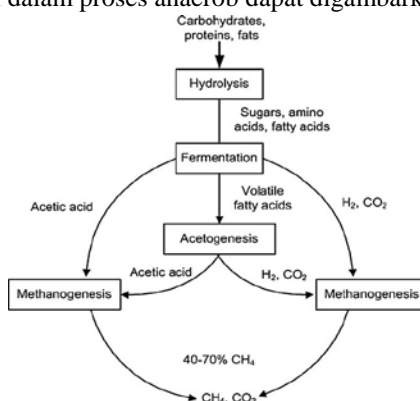 dalam proses anaerob dapat digambark
Carbohydrates,
proteins, fats
Hydrolysis
Sugars, amino
acids, fatty acids
Fermentation
Acetic acid
Volatile
fatty acids
H₂, CO₂
Acetogenesis
Acetic acid
H₂, CO₂
Methanogenesis
Methanogenesis
40-70% CH₄
CH₄, CO₂